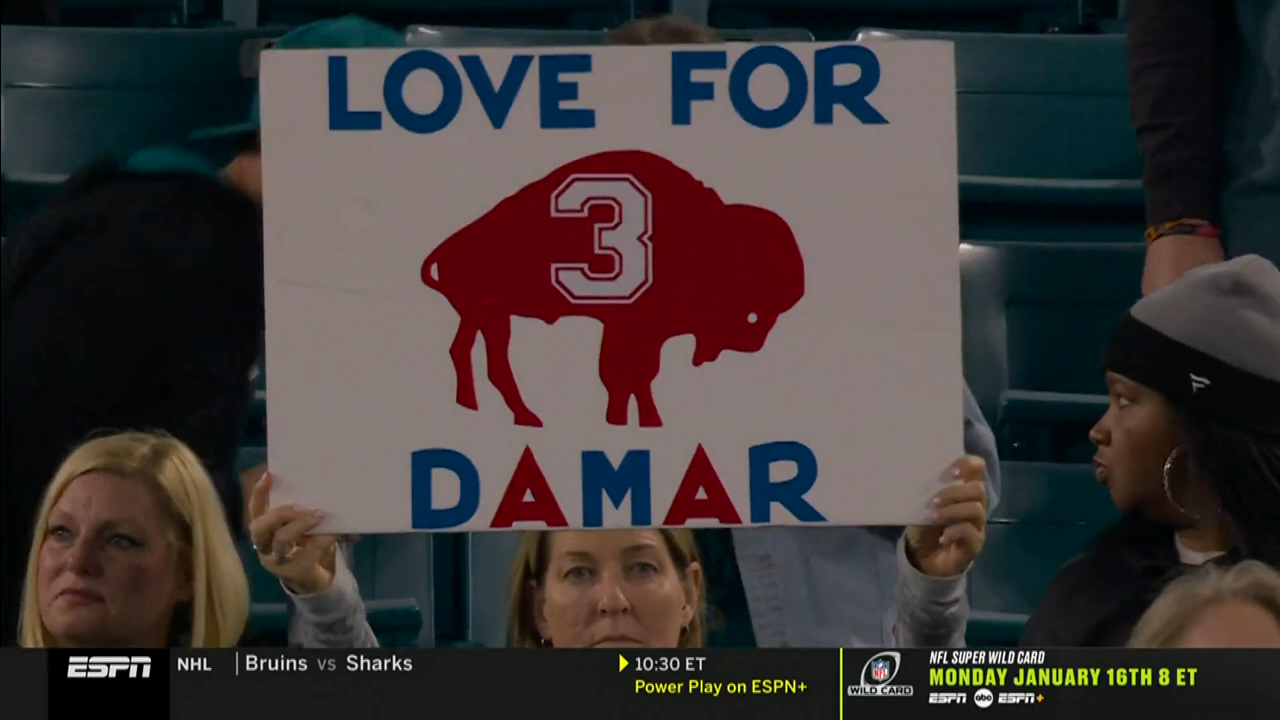 LOVE FOR
3
DAMAR
ESPN
NHL
Bruins vs Sharks
10:30 ET
Power Play on ESPN+
NFL
WILD CARD
NFL SUPER WILD CARD
MONDAY JANUARY 16TH 8 ET
ESPN abc ESPN+